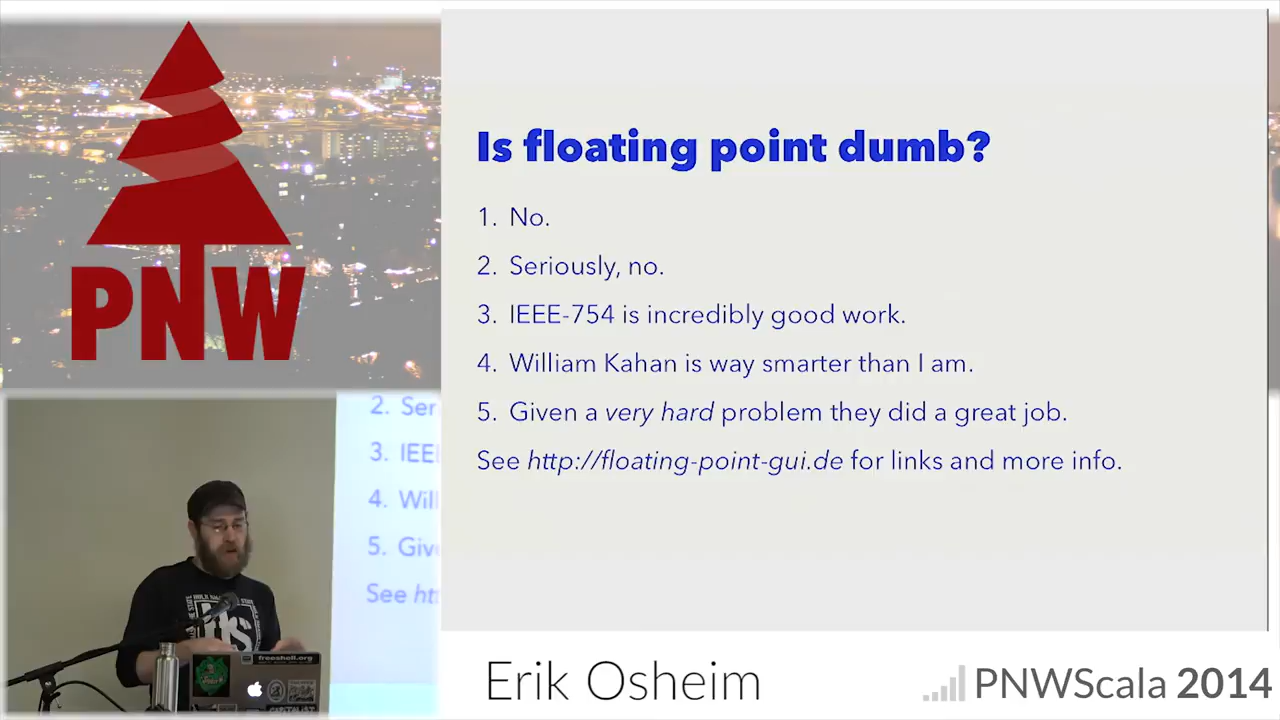 PNW
Is floating point dumb?
1. No.
2. Seriously, no.
3. IEEE-754 is incredibly good work.
4. William Kahan is way smarter than I am.
5. Given a very hard problem they did a great job.
See http://floating-point-gui.de for links and more info.
2. Ser
3. IEE
4. Will
5. Giv
See ht
freeshell.org
Erik Osheim
PNWScala 2014